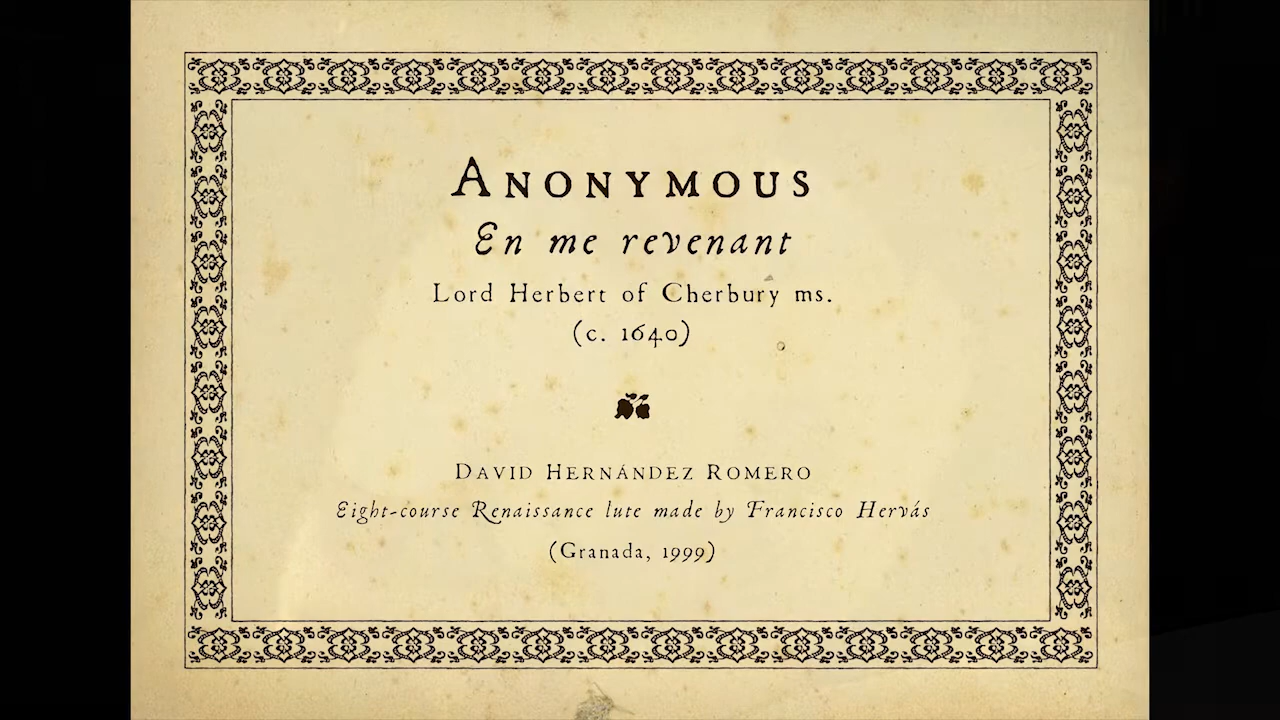 ANONYMOUS
En me revenant
Lord Herbert of Cherbury ms.
(c. 1640)
DAVID HERNÁNDEZ ROMERO
Eight-course Renaissance lute made by Francisco Hervás
(Granada, 1999)